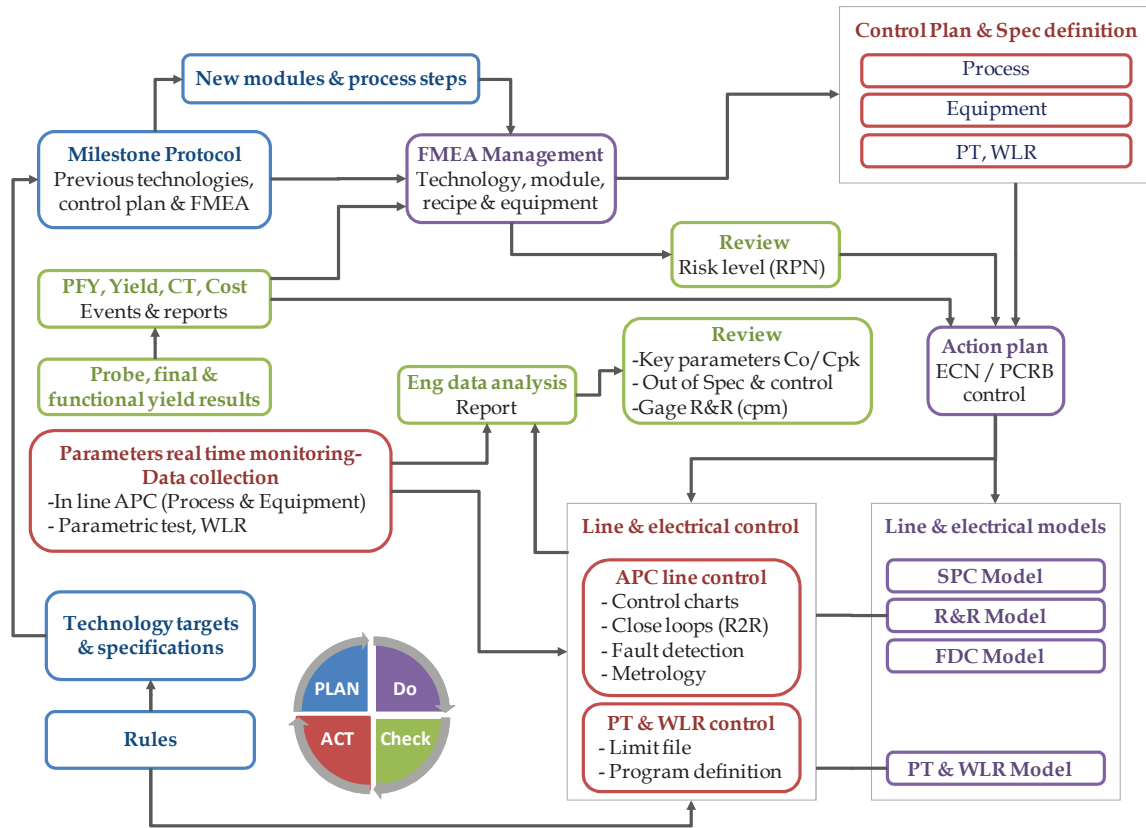 Control Plan & Spec definition
Process
Equipment
PT, WLR
New modules & process steps
Milestone Protocol
Previous technologies,
control plan & FMEA
FMEA Management
Technology, module,
recipe & equipment
Review
Risk level (RPN)
PFY, Yield, CT, Cost
Events & reports
Probe, final &
functional yield results
Eng data analysis
Report
Review
-Key parameters Co/Cpk
- Out of Spec & control
-Gage R&R (cpm)
Action plan
ECN / PCRB
control
Parameters real time monitoring-
Data collection
-In line APC (Process & Equipment)
- Parametric test, WLR
Line & electrical control
APC line control
- Control charts
- Close loops (R2R)
- Fault detection
- Metrology
PT & WLR control
- Limit file
- Program definition
Line & electrical models
SPC Model
R&R Model
FDC Model
PT & WLR Model
Technology targets
& specifications
Rules
PLAN
Do
ACT
Check